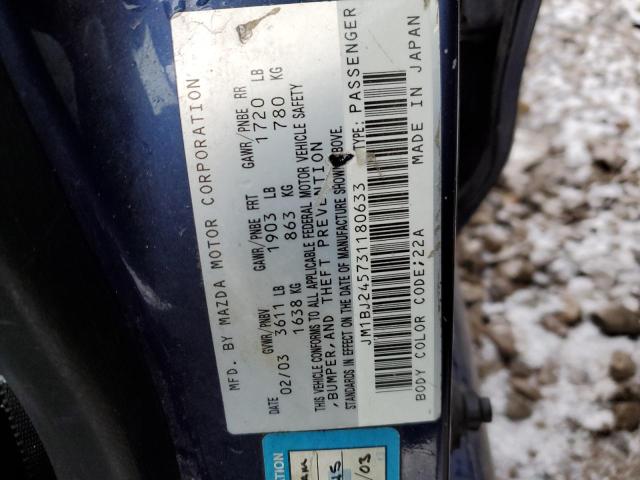 MFD. BY MAZDA MOTOR CORPORATION
DATE GVWR/PNBV GAWR/PNBE FRT GAWR/PNBE RR
02/03 3611 LB 1903 LB 1720 LB
1638 KG 863 KG 780 KG
THIS VEHICLE CONFORMS TO ALL APPLICABLE FEDERAL MOTOR VEHICLE SAFETY
, BUMPER, AND THEFT PREVENTION
STANDARDS IN EFFECT ON THE DATE OF MANUFACTURE SHOWN ABOVE.
JM1BJ245731180633 TYPE: PASSENGER
BODY COLOR CODE;22A MADE IN JAPAN
/03